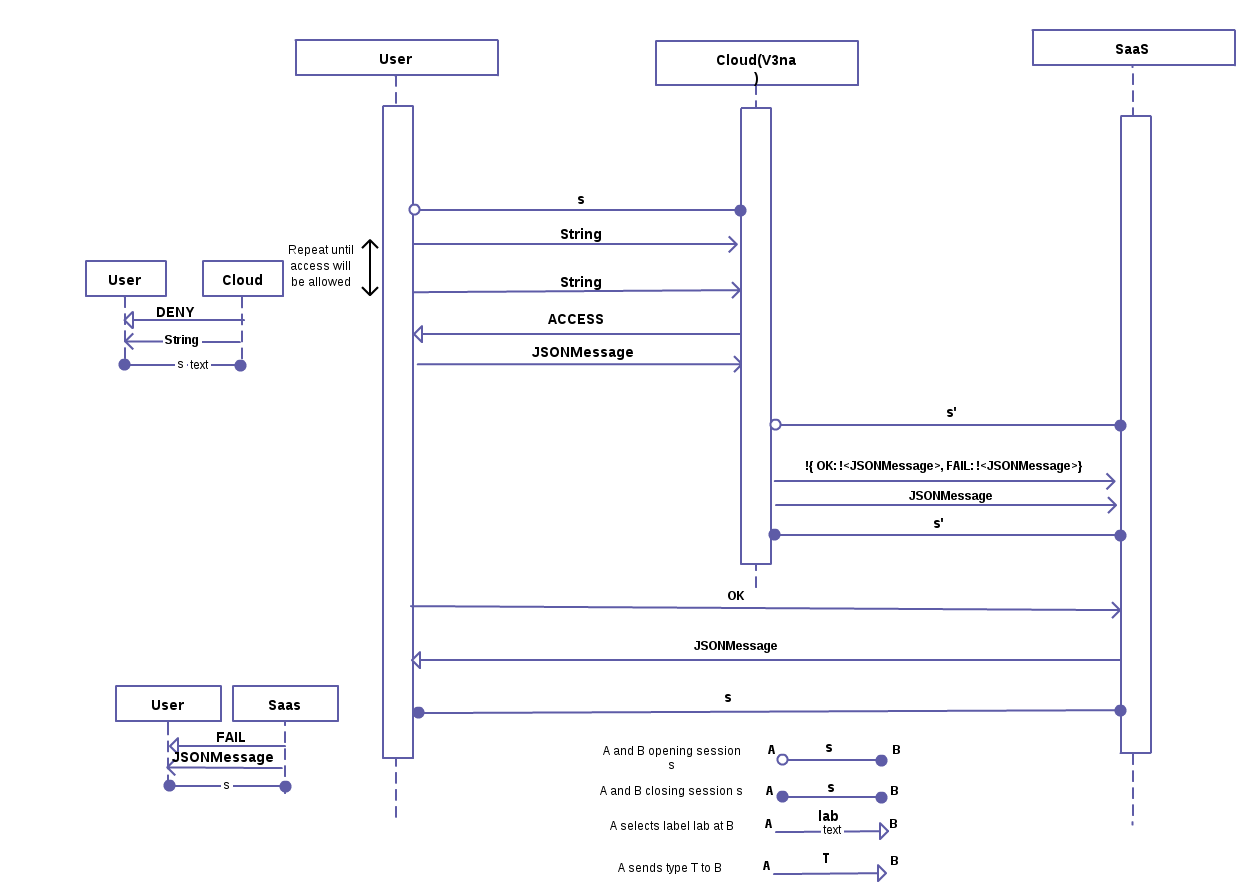 User
Cloud(V3na
)
SaaS
s
String
Repeat until
access will
be allowed
String
User
Cloud
DENY
String
s · text
ACCESS
JSONMessage
s'
!{ OK: !<JSONMessage>, FAIL: !<JSONMessage>}
JSONMessage
s'
OK
JSONMessage
s
User
Saas
FAIL
JSONMessage
s
A and B opening session
s
A s B
A and B closing session s
A s B
A selects label lab at B
A lab B
text
A sends type T to B
A T B